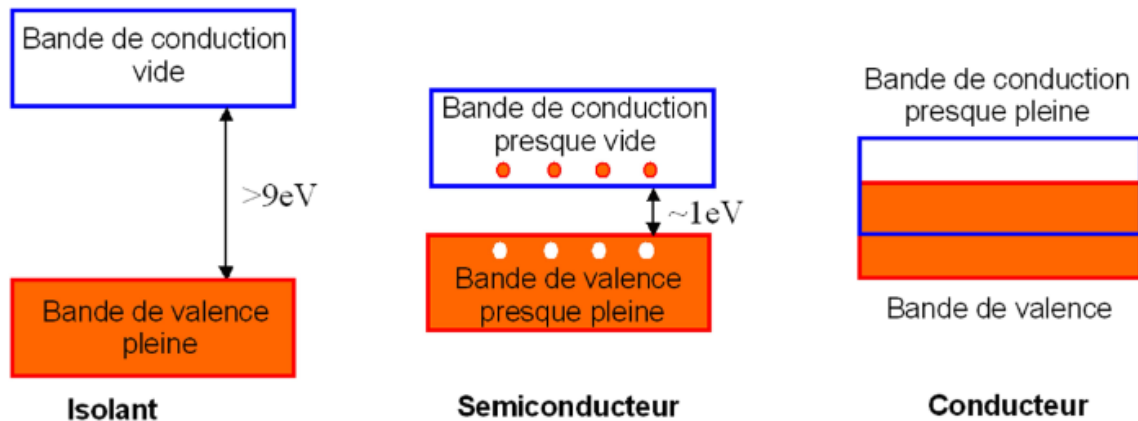 Bande de conduction
vide
>9eV
Bande de valence
pleine
Isolant
Bande de conduction
presque vide
~1eV
Bande de valence
presque pleine
Semiconducteur
Bande de conduction
presque pleine
Bande de valence
Conducteur